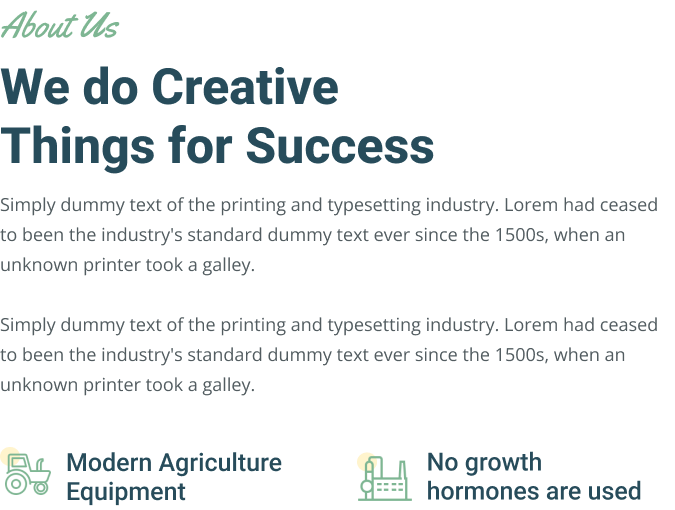 About Us
We do Creative
Things for Success
Simply dummy text of the printing and typesetting industry. Lorem had ceased
to been the industry's standard dummy text ever since the 1500s, when an
unknown printer took a galley.
Simply dummy text of the printing and typesetting industry. Lorem had ceased
to been the industry's standard dummy text ever since the 1500s, when an
unknown printer took a galley.
Modern Agriculture
Equipment
No growth
hormones are used